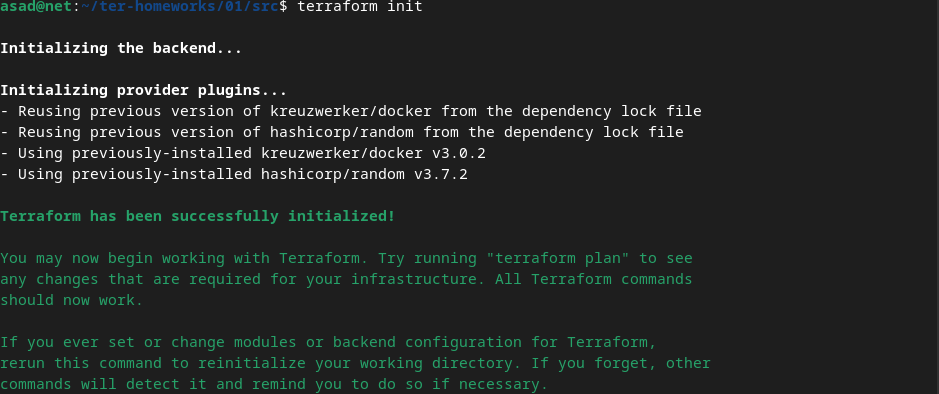 asad@net:~/ter-homeworks/01/src$ terraform init
Initializing the backend...
Initializing provider plugins...
- Reusing previous version of kreuzwerker/docker from the dependency lock file
- Reusing previous version of hashicorp/random from the dependency lock file
- Using previously-installed kreuzwerker/docker v3.0.2
- Using previously-installed hashicorp/random v3.7.2
Terraform has been successfully initialized!
You may now begin working with Terraform. Try running "terraform plan" to see
any changes that are required for your infrastructure. All Terraform commands
should now work.
If you ever set or change modules or backend configuration for Terraform,
rerun this command to reinitialize your working directory. If you forget, other
commands will detect it and remind you to do so if necessary.